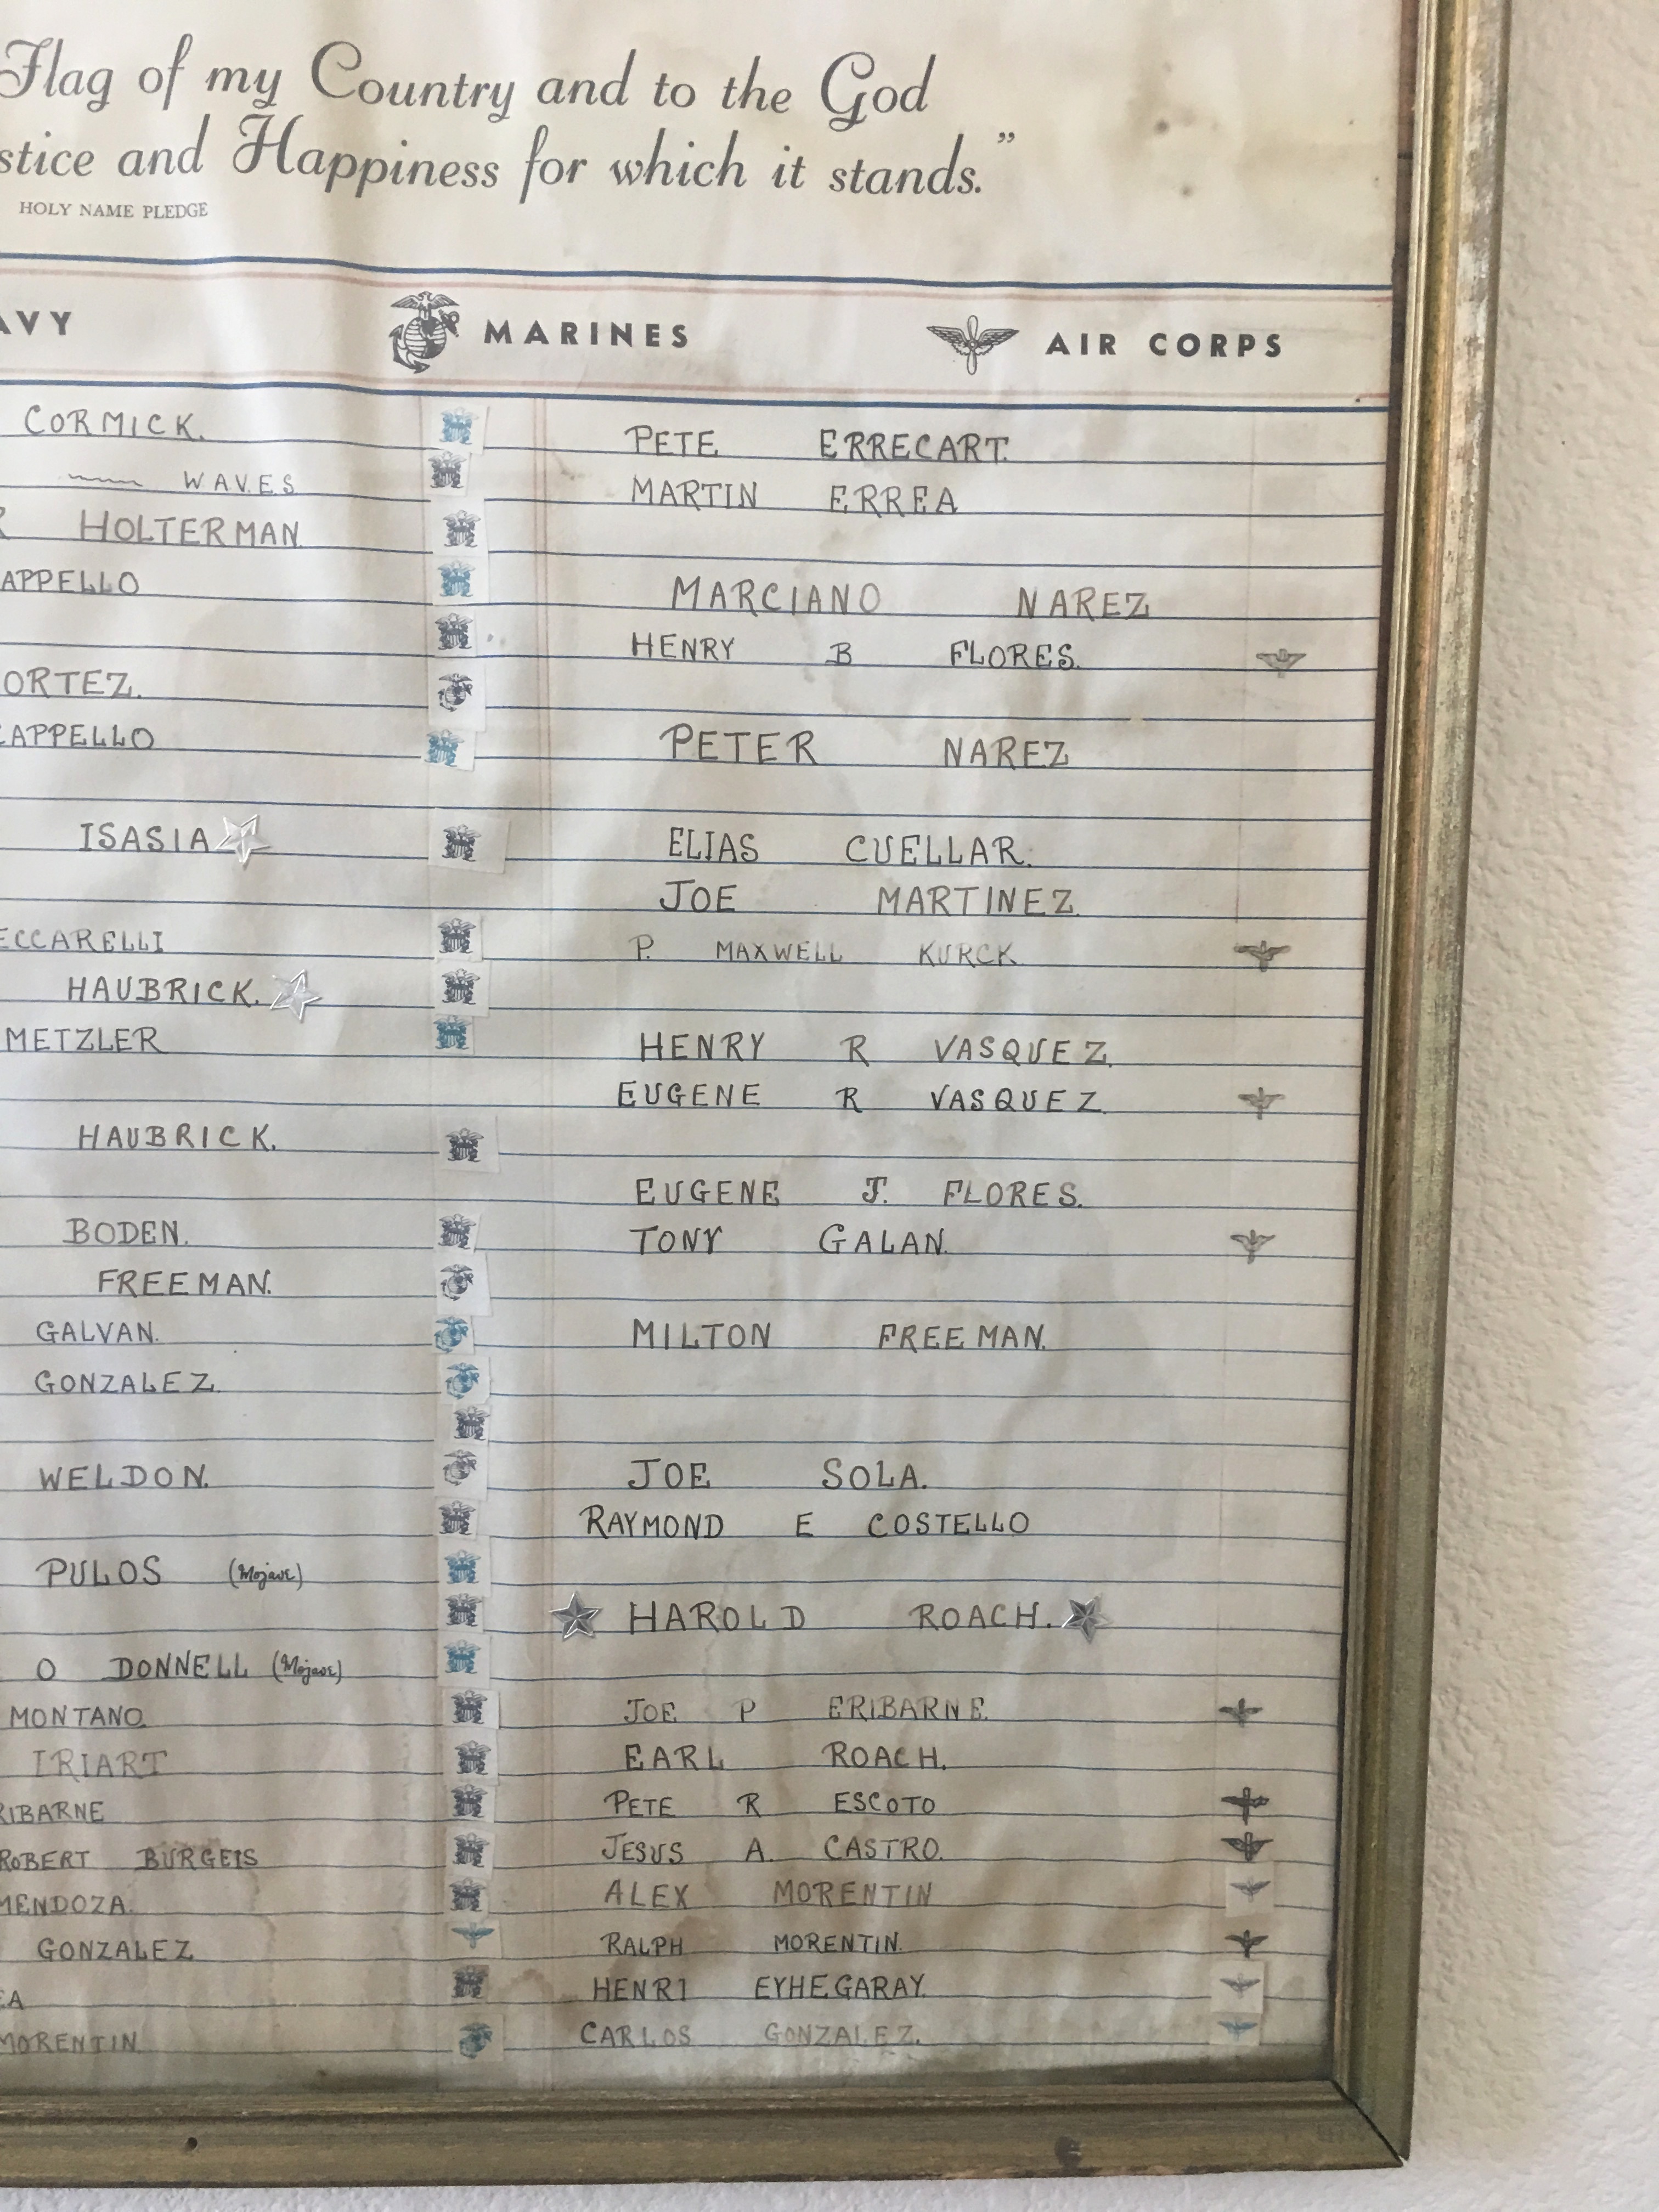 Flag of my Country and to the God
stice and Happiness for which it stands."
HOLY NAME PLEDGE
AVY MARINES AIR CORPS
CORMICK. PETE ERRECART.
WAVES MARTIN ERREA
R HOLTERMAN
APPELLO MARCIANO NAREZ
HENRY B FLORES.
ORTEZ.
CAPPELLO PETER NAREZ
ISASIA ELIAS CUELLAR.
JOE MARTINEZ
ECCARELLI P. MAXWELL KURCK
HAUBRICK.
METZLER HENRY R VASQUEZ.
EUGENE R VASQUEZ.
HAUBRICK.
EUGENE J. FLORES.
BODEN. TONY GALAN.
FREEMAN.
GALVAN. MILTON FREEMAN.
GONZALEZ.
WELDON. JOE SOLA.
RAYMOND E COSTELLO
PULOS (Mojave)
HAROLD ROACH.
O DONNELL (Mojave)
MONTANO. JOE P ERIBARNE.
IRIART EARL ROACH.
RIBARNE PETE R ESCOTO
ROBERT BURGEIS JESUS A. CASTRO.
MENDOZA. ALEX MORENTIN
GONZALEZ RALPH MORENTIN.
EA HENRI EYHEGARAY.
MORENTIN. CARLOS GONZALEZ.